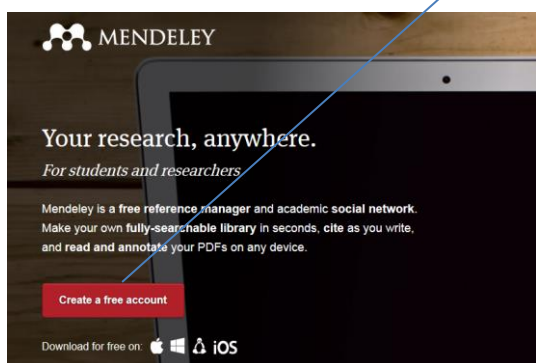 MENDELEY
Your research, anywhere.
For students and researchers
Mendeley is a free reference manager and academic social network.
Make your own fully-searchable library in seconds, cite as you write,
and read and annotate your PDFs on any device.
Create a free account
Download for free on: iOS